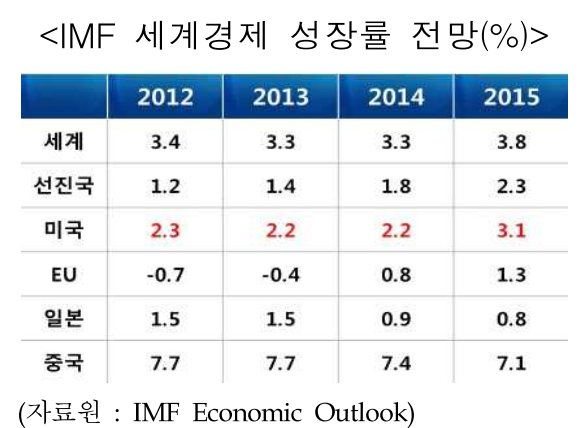 <IMF 세계경제 성장률 전망(%)>
2012 2013 2014 2015
세계 3.4 3.3 3.3 3.8
선진국 1.2 1.4 1.8 2.3
미국 2.3 2.2 2.2 3.1
EU -0.7 -0.4 0.8 1.3
일본 1.5 1.5 0.9 0.8
중국 7.7 7.7 7.4 7.1
(자료원 : IMF Economic Outlook)